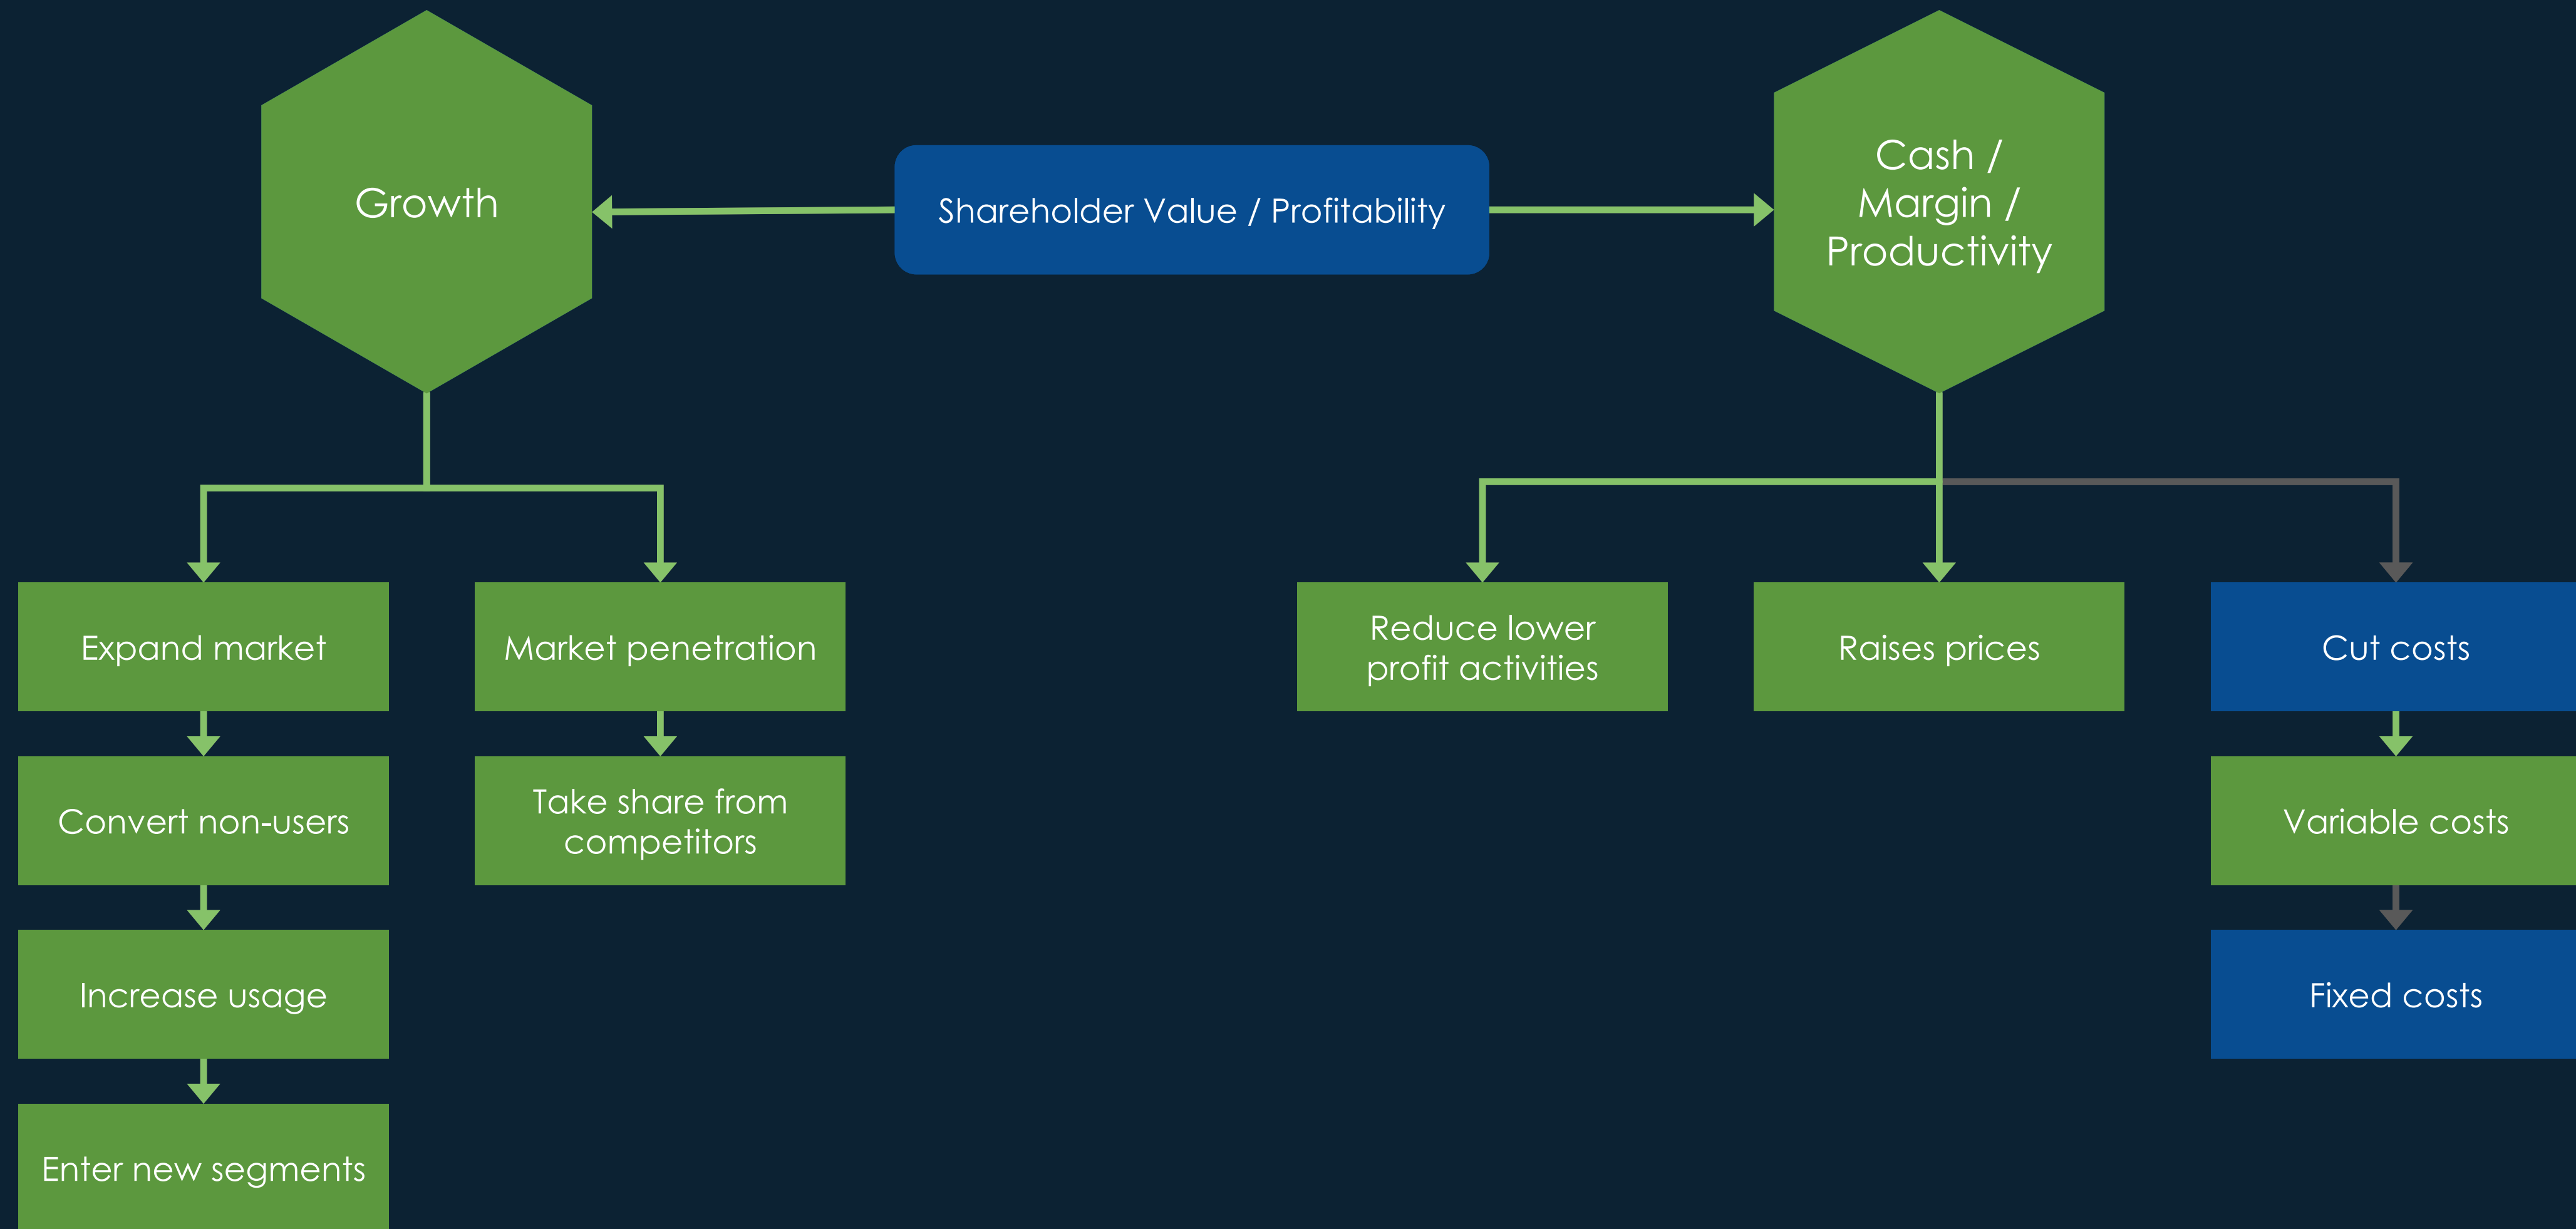 Growth
Shareholder Value / Profitability
Cash /
Margin /
Productivity
Expand market
Market penetration
Reduce lower
profit activities
Raises prices
Cut costs
Convert non-users
Take share from
competitors
Variable costs
Increase usage
Fixed costs
Enter new segments